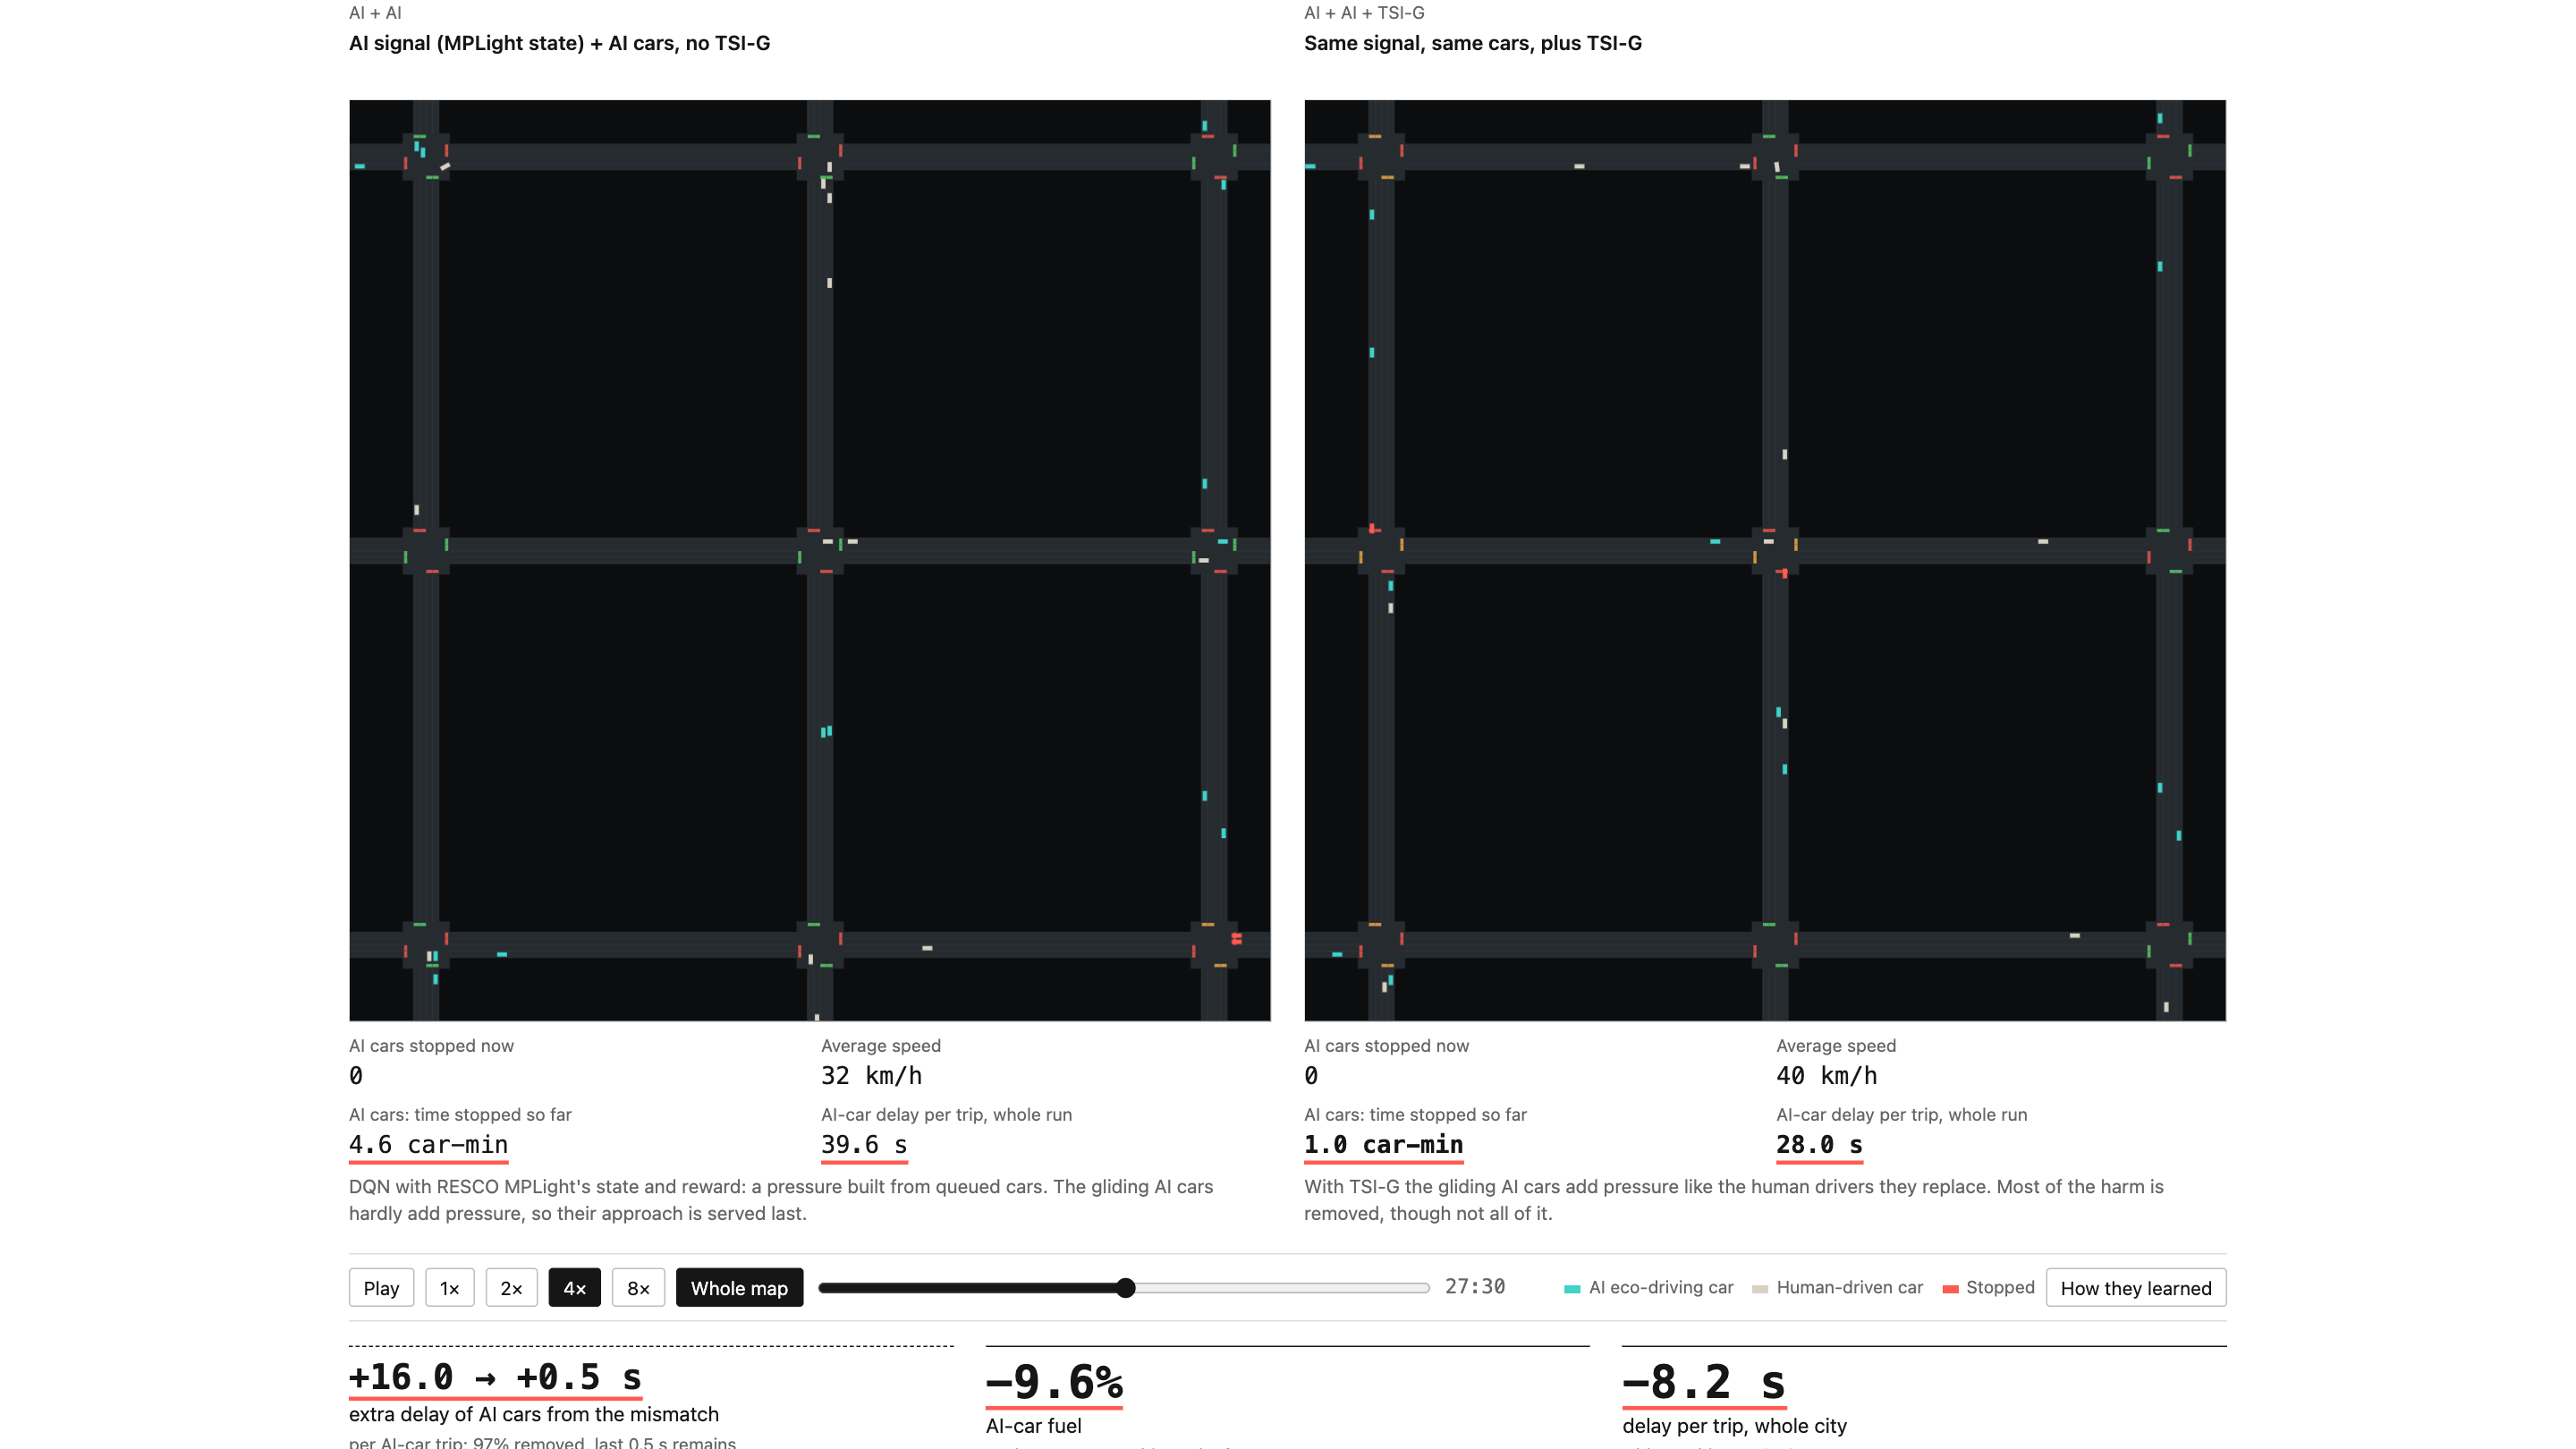 AI + AI
AI signal (MPLight state) + AI cars, no TSI-G
AI + AI + TSI-G
Same signal, same cars, plus TSI-G
AI cars stopped now
0
Average speed
32 km/h
AI cars: time stopped so far
4.6 car-min
AI-car delay per trip, whole run
39.6 s
DQN with RESCO MPLight's state and reward: a pressure built from queued cars. The gliding AI cars
hardly add pressure, so their approach is served last.
AI cars stopped now
0
Average speed
40 km/h
AI cars: time stopped so far
1.0 car-min
AI-car delay per trip, whole run
28.0 s
With TSI-G the gliding AI cars add pressure like the human drivers they replace. Most of the harm is
removed, though not all of it.
Play 1× 2× 4× 8× Whole map 27:30 AI eco-driving car Human-driven car Stopped How they learned
+16.0 → +0.5 s
extra delay of AI cars from the mismatch
per AI-car trip: 97% removed, last 0.5 s remains
−9.6%
AI-car fuel
−8.2 s
delay per trip, whole city